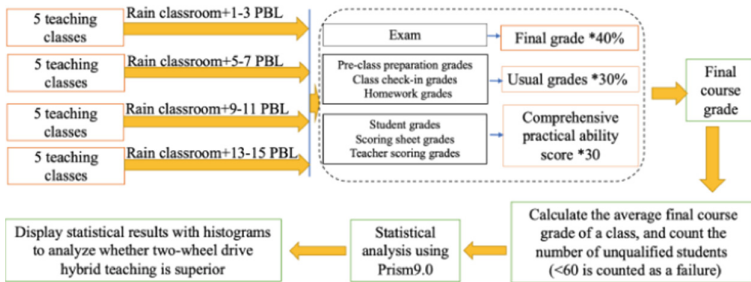 5 teaching
classes
Rain classroom+1-3 PBL
5 teaching
classes
Rain classroom+5-7 PBL
5 teaching
classes
Rain classroom+9-11 PBL
5 teaching
classes
Rain classroom+13-15 PBL
Exam
Final grade *40%
Pre-class preparation grades
Class check-in grades
Homework grades
Usual grades *30%
Student grades
Scoring sheet grades
Teacher scoring grades
Comprehensive
practical ability
score *30
Final
course
grade
Calculate the average final course
grade of a class, and count the
number of unqualified students
(<60 is counted as a failure)
Statistical
analysis using
Prism9.0
Display statistical results with histograms
to analyze whether two-wheel drive
hybrid teaching is superior